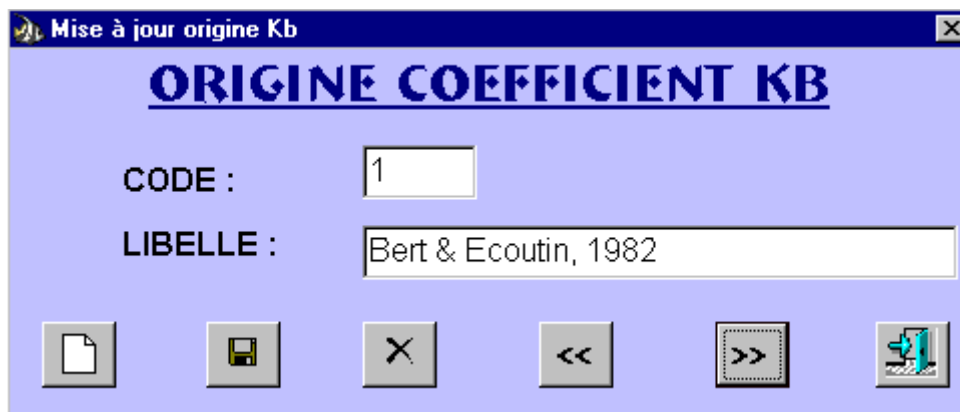 Mise à jour origine Kb
ORIGINE COEFFICIENT KB
CODE : 1
LIBELLE : Bert & Ecoutin, 1982
<< >>